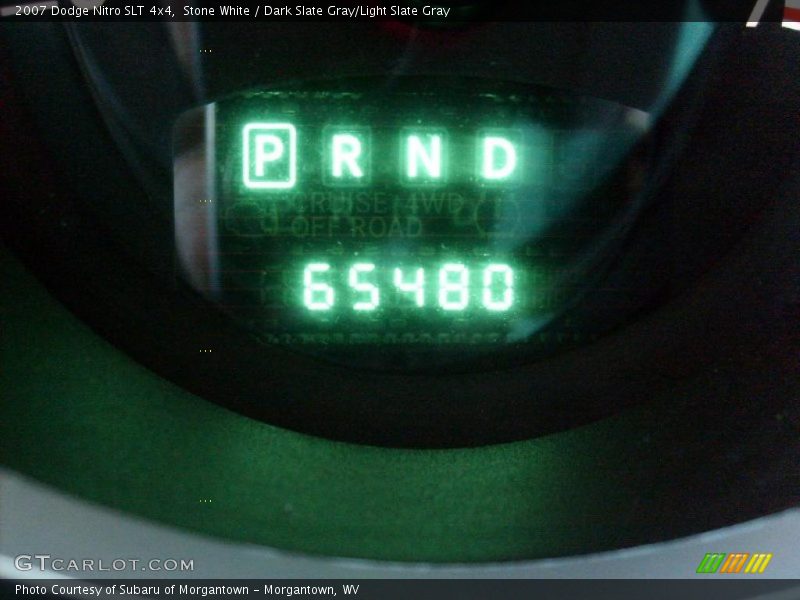 2007 Dodge Nitro SLT 4x4, Stone White / Dark Slate Gray/Light Slate Gray
P R N D
CRUISE 4WD
OFF ROAD
65480
GTCARLOT.COM
Photo Courtesy of Subaru of Morgantown - Morgantown, WV